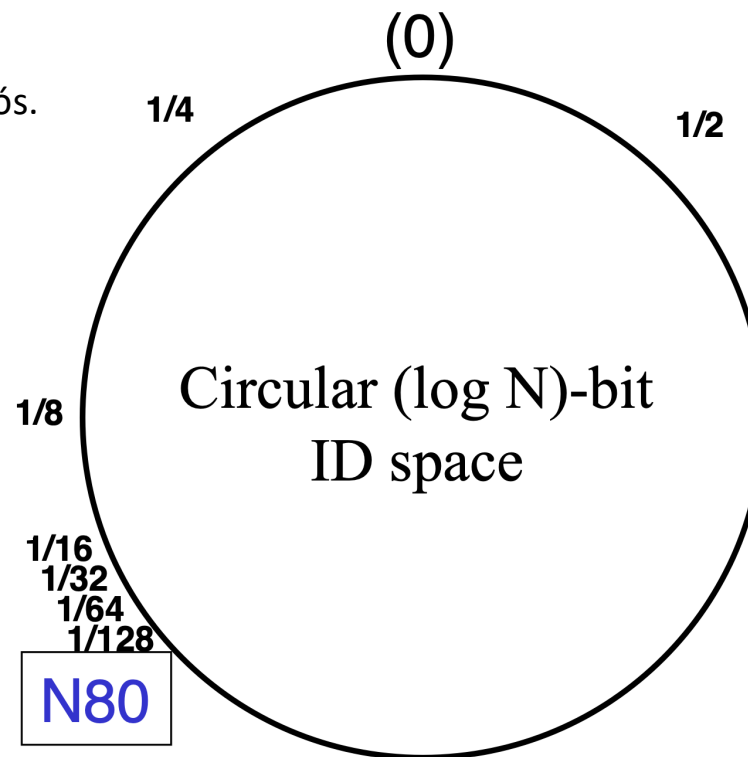 (0)
ós.
1/4
1/2
Circular (log N)-bit
ID space
1/8
1/16
1/32
1/64
1/128
N80